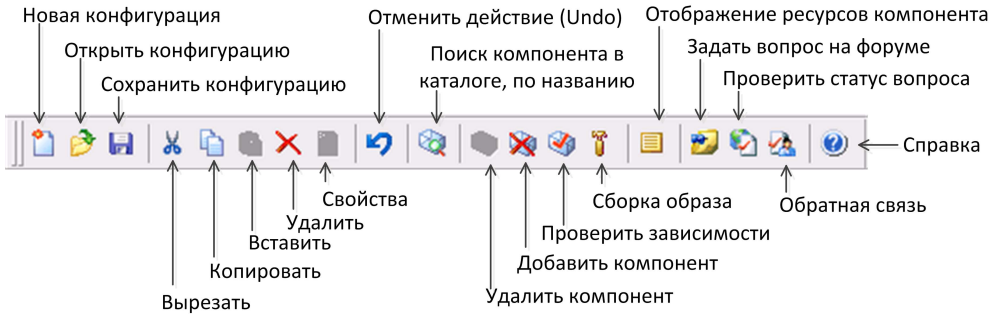 Новая конфигурация
Открыть конфигурацию
Сохранить конфигурацию
Отменить действие (Undo)
Поиск компонента в
каталоге, по названию
Отображение ресурсов компонента
Задать вопрос на форуме
Проверить статус вопроса
Справка
Свойства
Удалить
Вставить
Копировать
Вырезать
Сборка образа
Проверить зависимости
Добавить компонент
Удалить компонент
Обратная связь